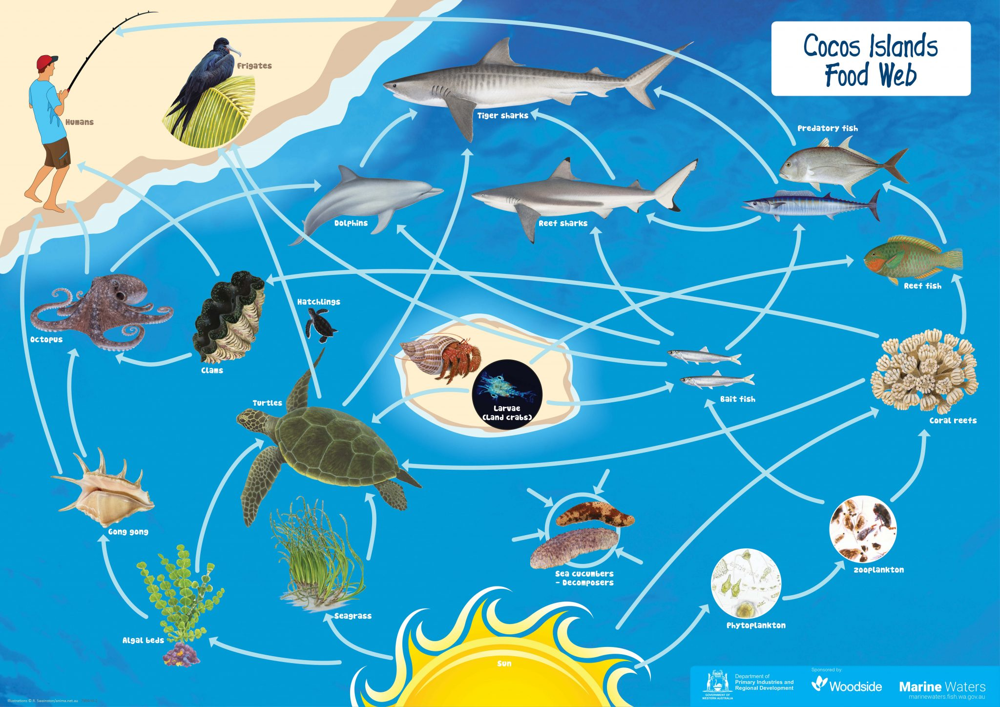 Cocos Islands
Food Web
Frigates
Humans
Tiger sharks
Predatory fish
Dolphins
Reef sharks
Reef fish
Hatchlings
Octopus
Clams
Turtles
Larvae
(Land crabs)
Bait fish
Coral reefs
Gong gong
Sea cucumbers
- Decomposers
zooplankton
Seagrass
Phytoplankton
Algal beds
Sun
Department of
Primary Industries and
Regional Development
GOVERNMENT OF
WESTERN AUSTRALIA
Sponsored by:
Woodside
Marine Waters
marinewaters.fish.wa.gov.au
Illustrations © R. Swainston/anima.net.au